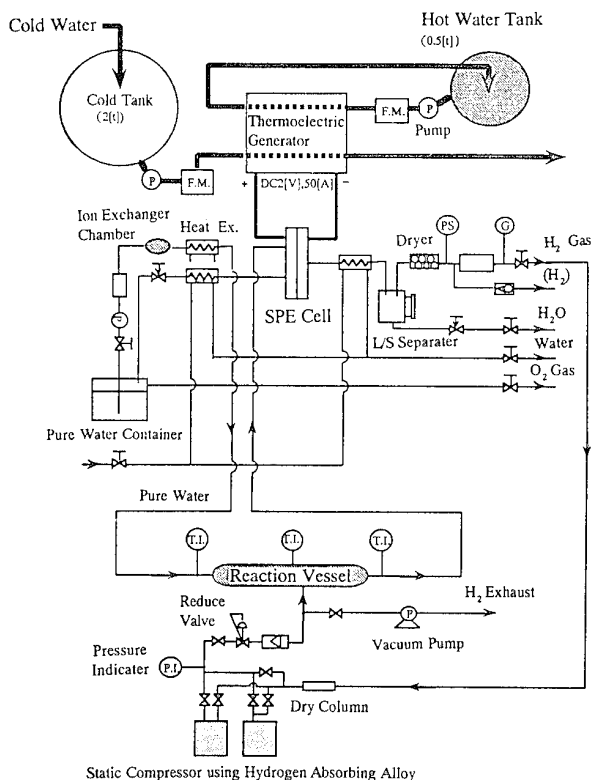 Cold Water
Hot Water Tank
(0.5[t])
Cold Tank
(2[t])
Thermoelectric
Generator
F.M.
P
Pump
P
F.M.
+ DC2[V],50[A] −
Ion Exchanger
Chamber
Heat Ex.
Dryer
PS
G
H2 Gas
(H2)
SPE Cell
L/S Separater
H2O
Water
O2 Gas
Pure Water Container
Pure Water
T.I.
T.I.
T.I.
Reaction Vessel
Reduce
Valve
H2 Exhaust
P
Vacuum Pump
Pressure
Indicater
P.I.
Dry Column
Static Compressor using Hydrogen Absorbing Alloy